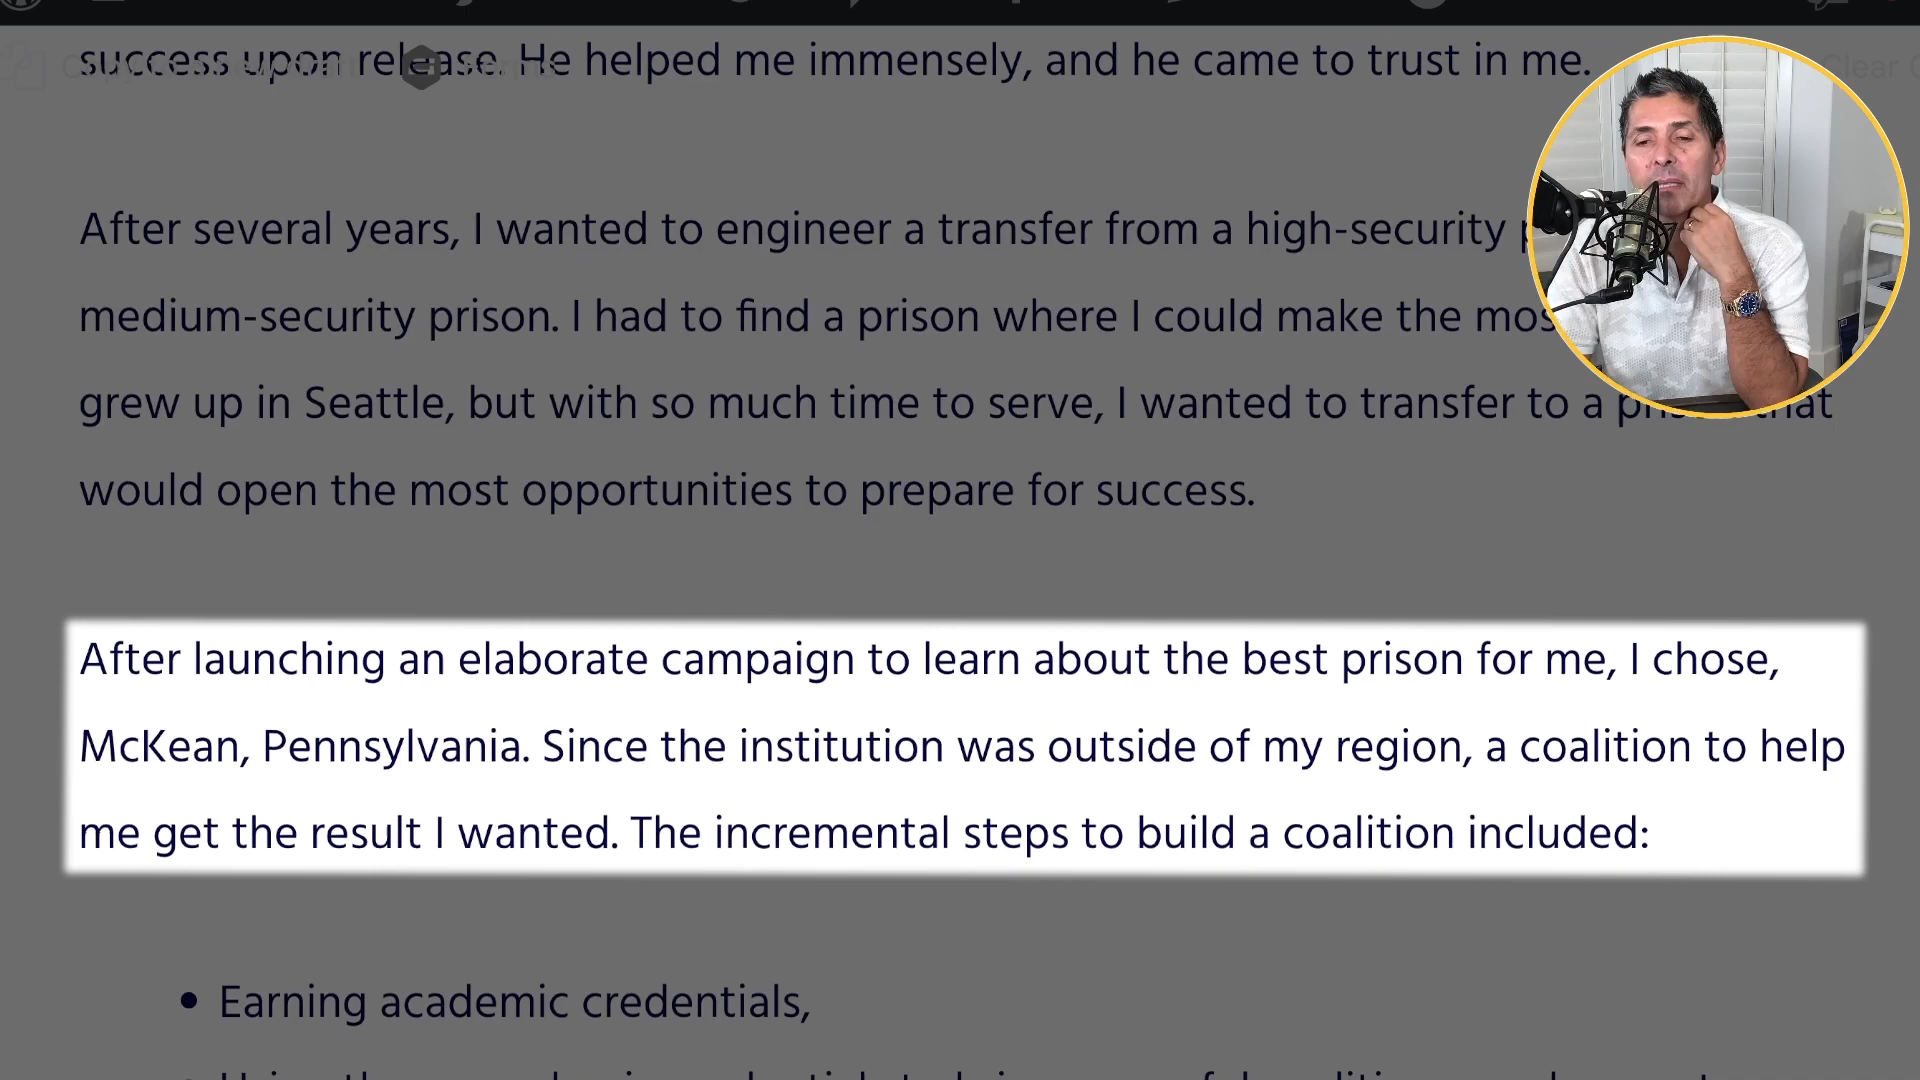 success upon release. He helped me immensely, and he came to trust in me.
After several years, I wanted to engineer a transfer from a high-security
medium-security prison. I had to find a prison where I could make the mos
grew up in Seattle, but with so much time to serve, I wanted to transfer to a prison that
would open the most opportunities to prepare for success.
After launching an elaborate campaign to learn about the best prison for me, I chose,
McKean, Pennsylvania. Since the institution was outside of my region, a coalition to help
me get the result I wanted. The incremental steps to build a coalition included:
• Earning academic credentials,